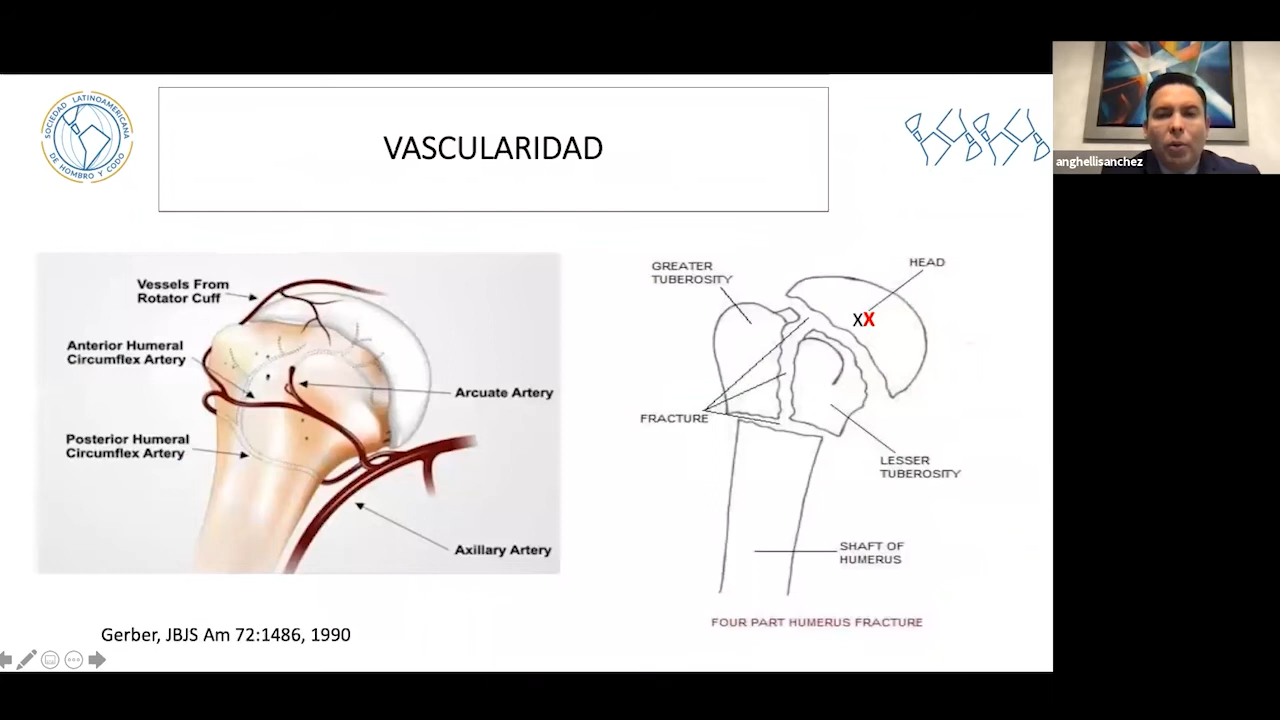 SOCIEDAD LATINOAMERICANA
DE HOMBRO Y CODO
VASCULARIDAD
anghellisanchez
Vessels From
Rotator Cuff
Anterior Humeral
Circumflex Artery
Arcuate Artery
Posterior Humeral
Circumflex Artery
Axillary Artery
GREATER
TUBEROSITY
HEAD
XX
FRACTURE
LESSER
TUBEROSITY
SHAFT OF
HUMERUS
FOUR PART HUMERUS FRACTURE
Gerber, JBJS Am 72:1486, 1990